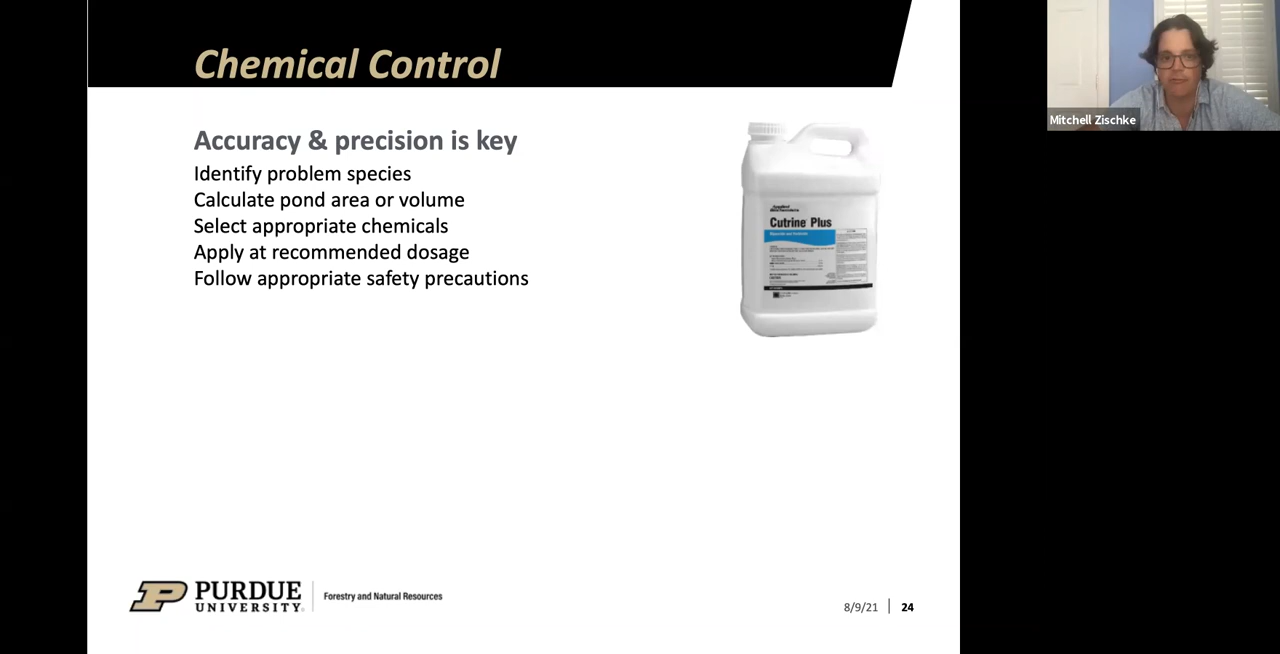 Chemical Control
Mitchell Zischke
Accuracy & precision is key
Identify problem species
Calculate pond area or volume
Select appropriate chemicals
Apply at recommended dosage
Follow appropriate safety precautions
Cutrine Plus
PURDUE
UNIVERSITY
Forestry and Natural Resources
8/9/21
24